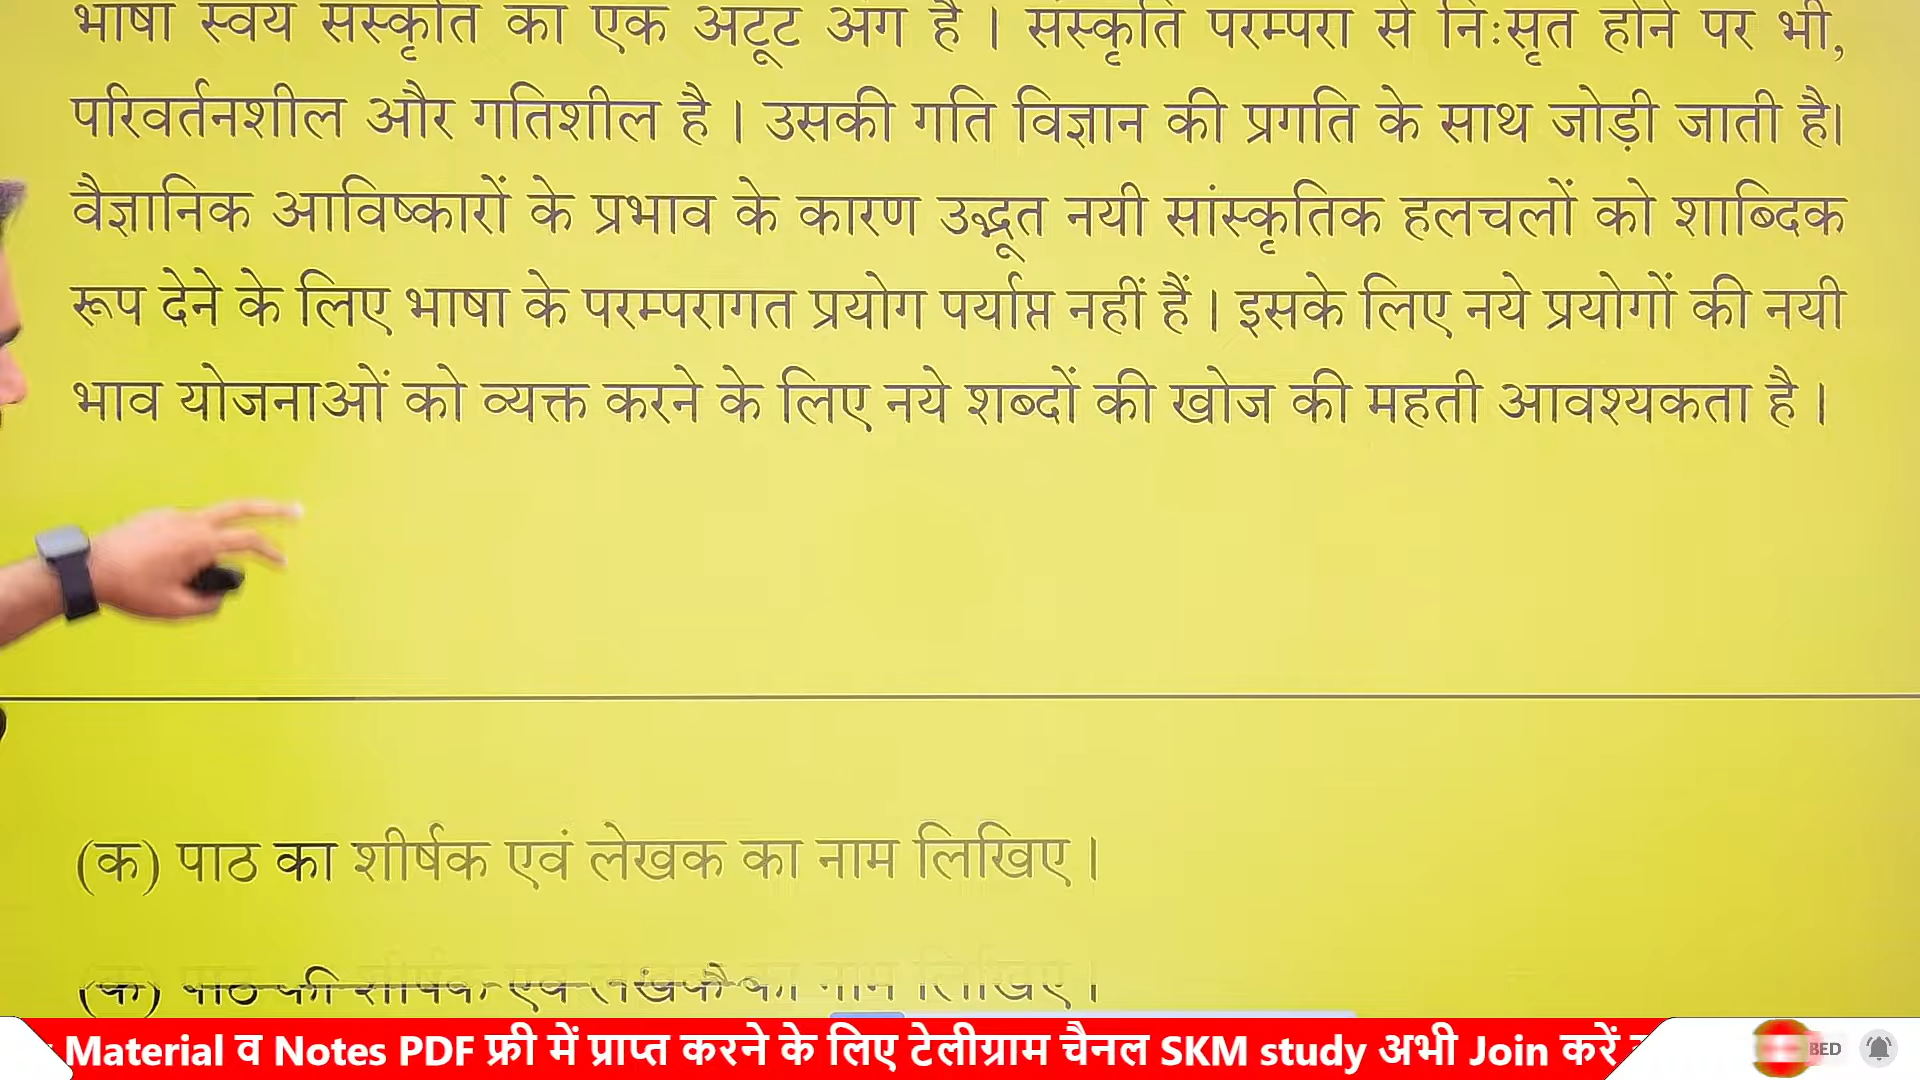 भाषा स्वयं संस्कृति का एक अटूट अंग है । संस्कृति परम्परा से निःसृत होने पर भी,
परिवर्तनशील और गतिशील है । उसकी गति विज्ञान की प्रगति के साथ जोड़ी जाती है।
वैज्ञानिक आविष्कारों के प्रभाव के कारण उद्भूत नयी सांस्कृतिक हलचलों को शाब्दिक
रूप देने के लिए भाषा के परम्परागत प्रयोग पर्याप्त नहीं हैं । इसके लिए नये प्रयोगों की नयी
भाव योजनाओं को व्यक्त करने के लिए नये शब्दों की खोज की महती आवश्यकता है ।
(क) पाठ का शीर्षक एवं लेखक का नाम लिखिए ।
Material व Notes PDF फ्री में प्राप्त करने के लिए टेलीग्राम चैनल SKM study अभी Join करें
BED